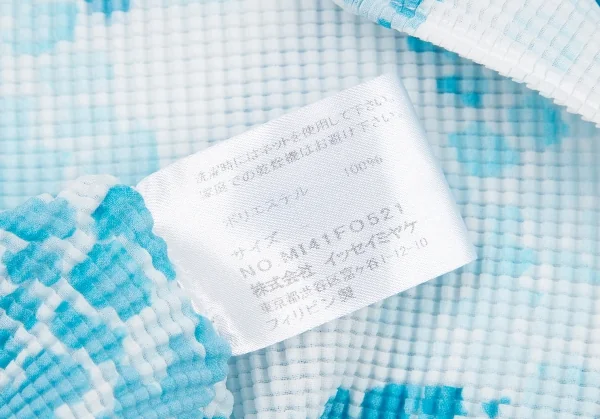 洗濯時にはネットを使用して下さい。
家庭での乾燥機はお避け下さい。
ポリエステル 100%
サイズ
NO MI41FO521
株式会社 イッセイミヤケ
東京都渋谷区富ヶ谷1-12-10
フィリピン製